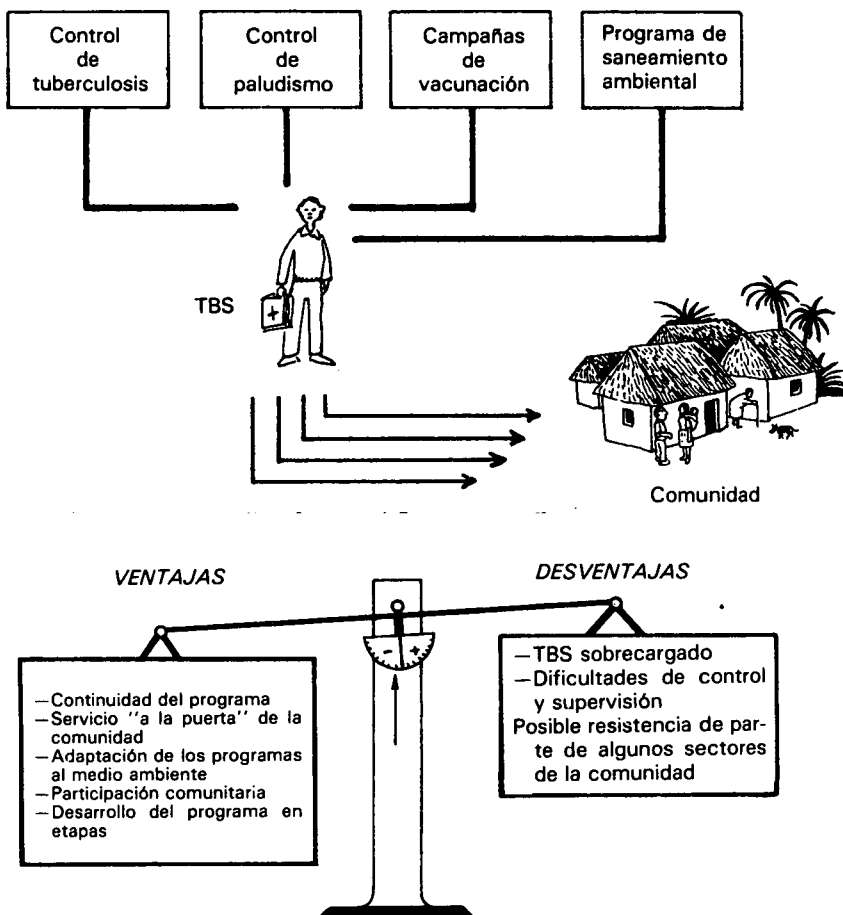 Control
de
tuberculosis
Control
de
paludismo
Campañas
de
vacunación
Programa de
saneamiento
ambiental
TBS
Comunidad
VENTAJAS
DESVENTAJAS
—Continuidad del programa
—Servicio "a la puerta" de la
comunidad
—Adaptación de los programas
al medio ambiente
—Participación comunitaria
—Desarrollo del programa en
etapas
- +
—TBS sobrecargado
—Dificultades de control
y supervisión
Posible resistencia de par-
te de algunos sectores
de la comunidad